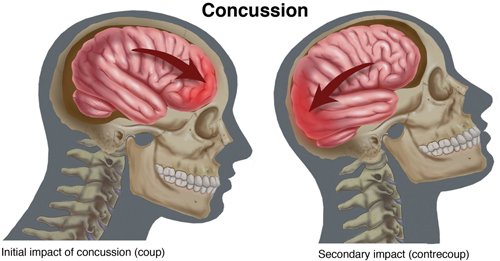 Concussion
Initial impact of concussion (coup)
Secondary impact (contrecoup)